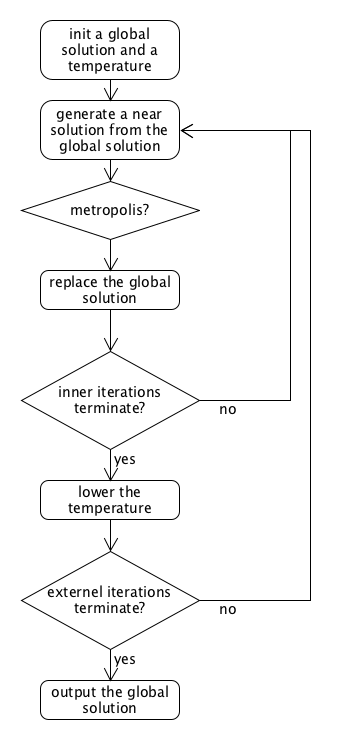 init a global
solution and a
temperature
generate a near
solution from the
global solution
metropolis?
replace the global
solution
inner iterations
terminate?
no
yes
lower the
temperature
externel iterations
terminate?
no
yes
output the global
solution